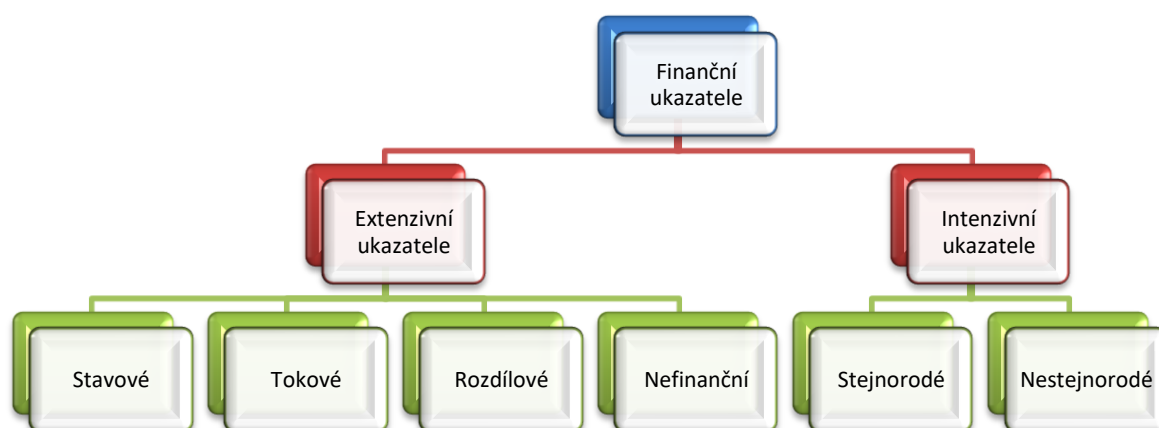 Finanční
ukazatele
Extenzivní
ukazatele
Intenzivní
ukazatele
Stavové
Tokové
Rozdílové
Nefinanční
Stejnorodé
Nestejnorodé